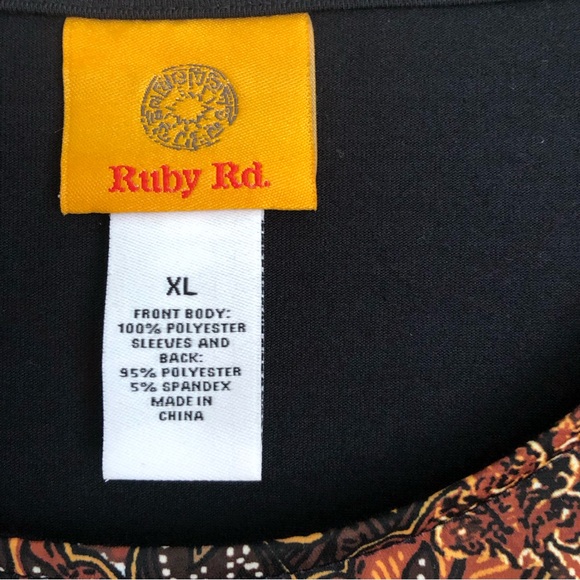 Ruby Rd.
XL
FRONT BODY:
100% POLYESTER
SLEEVES AND
BACK:
95% POLYESTER
5% SPANDEX
MADE IN
CHINA